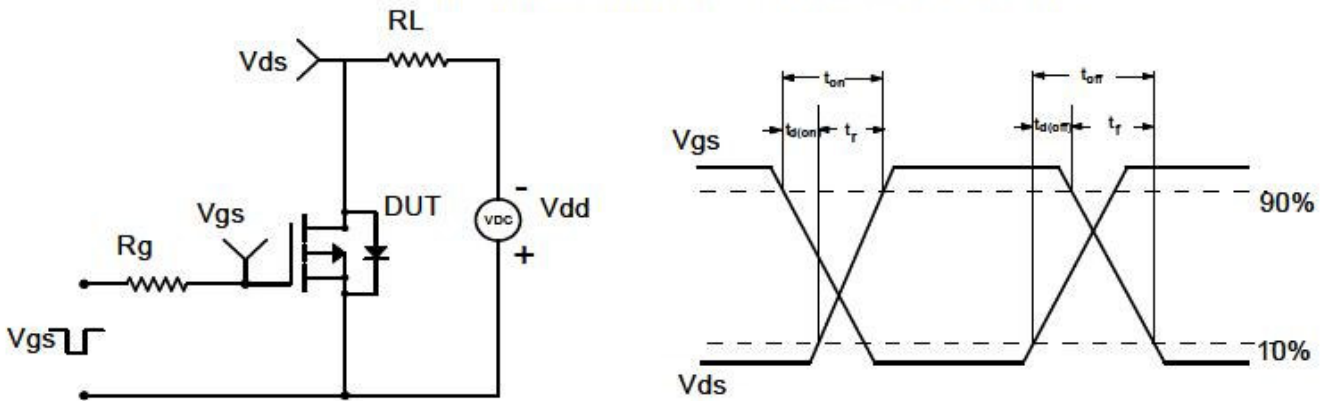 RL
Vds
Vgs
DUT
-
VDC
Vdd
+
Rg
Vgs
ton
toff
td(on)
tr
td(off)
tf
Vgs
90%
10%
Vds